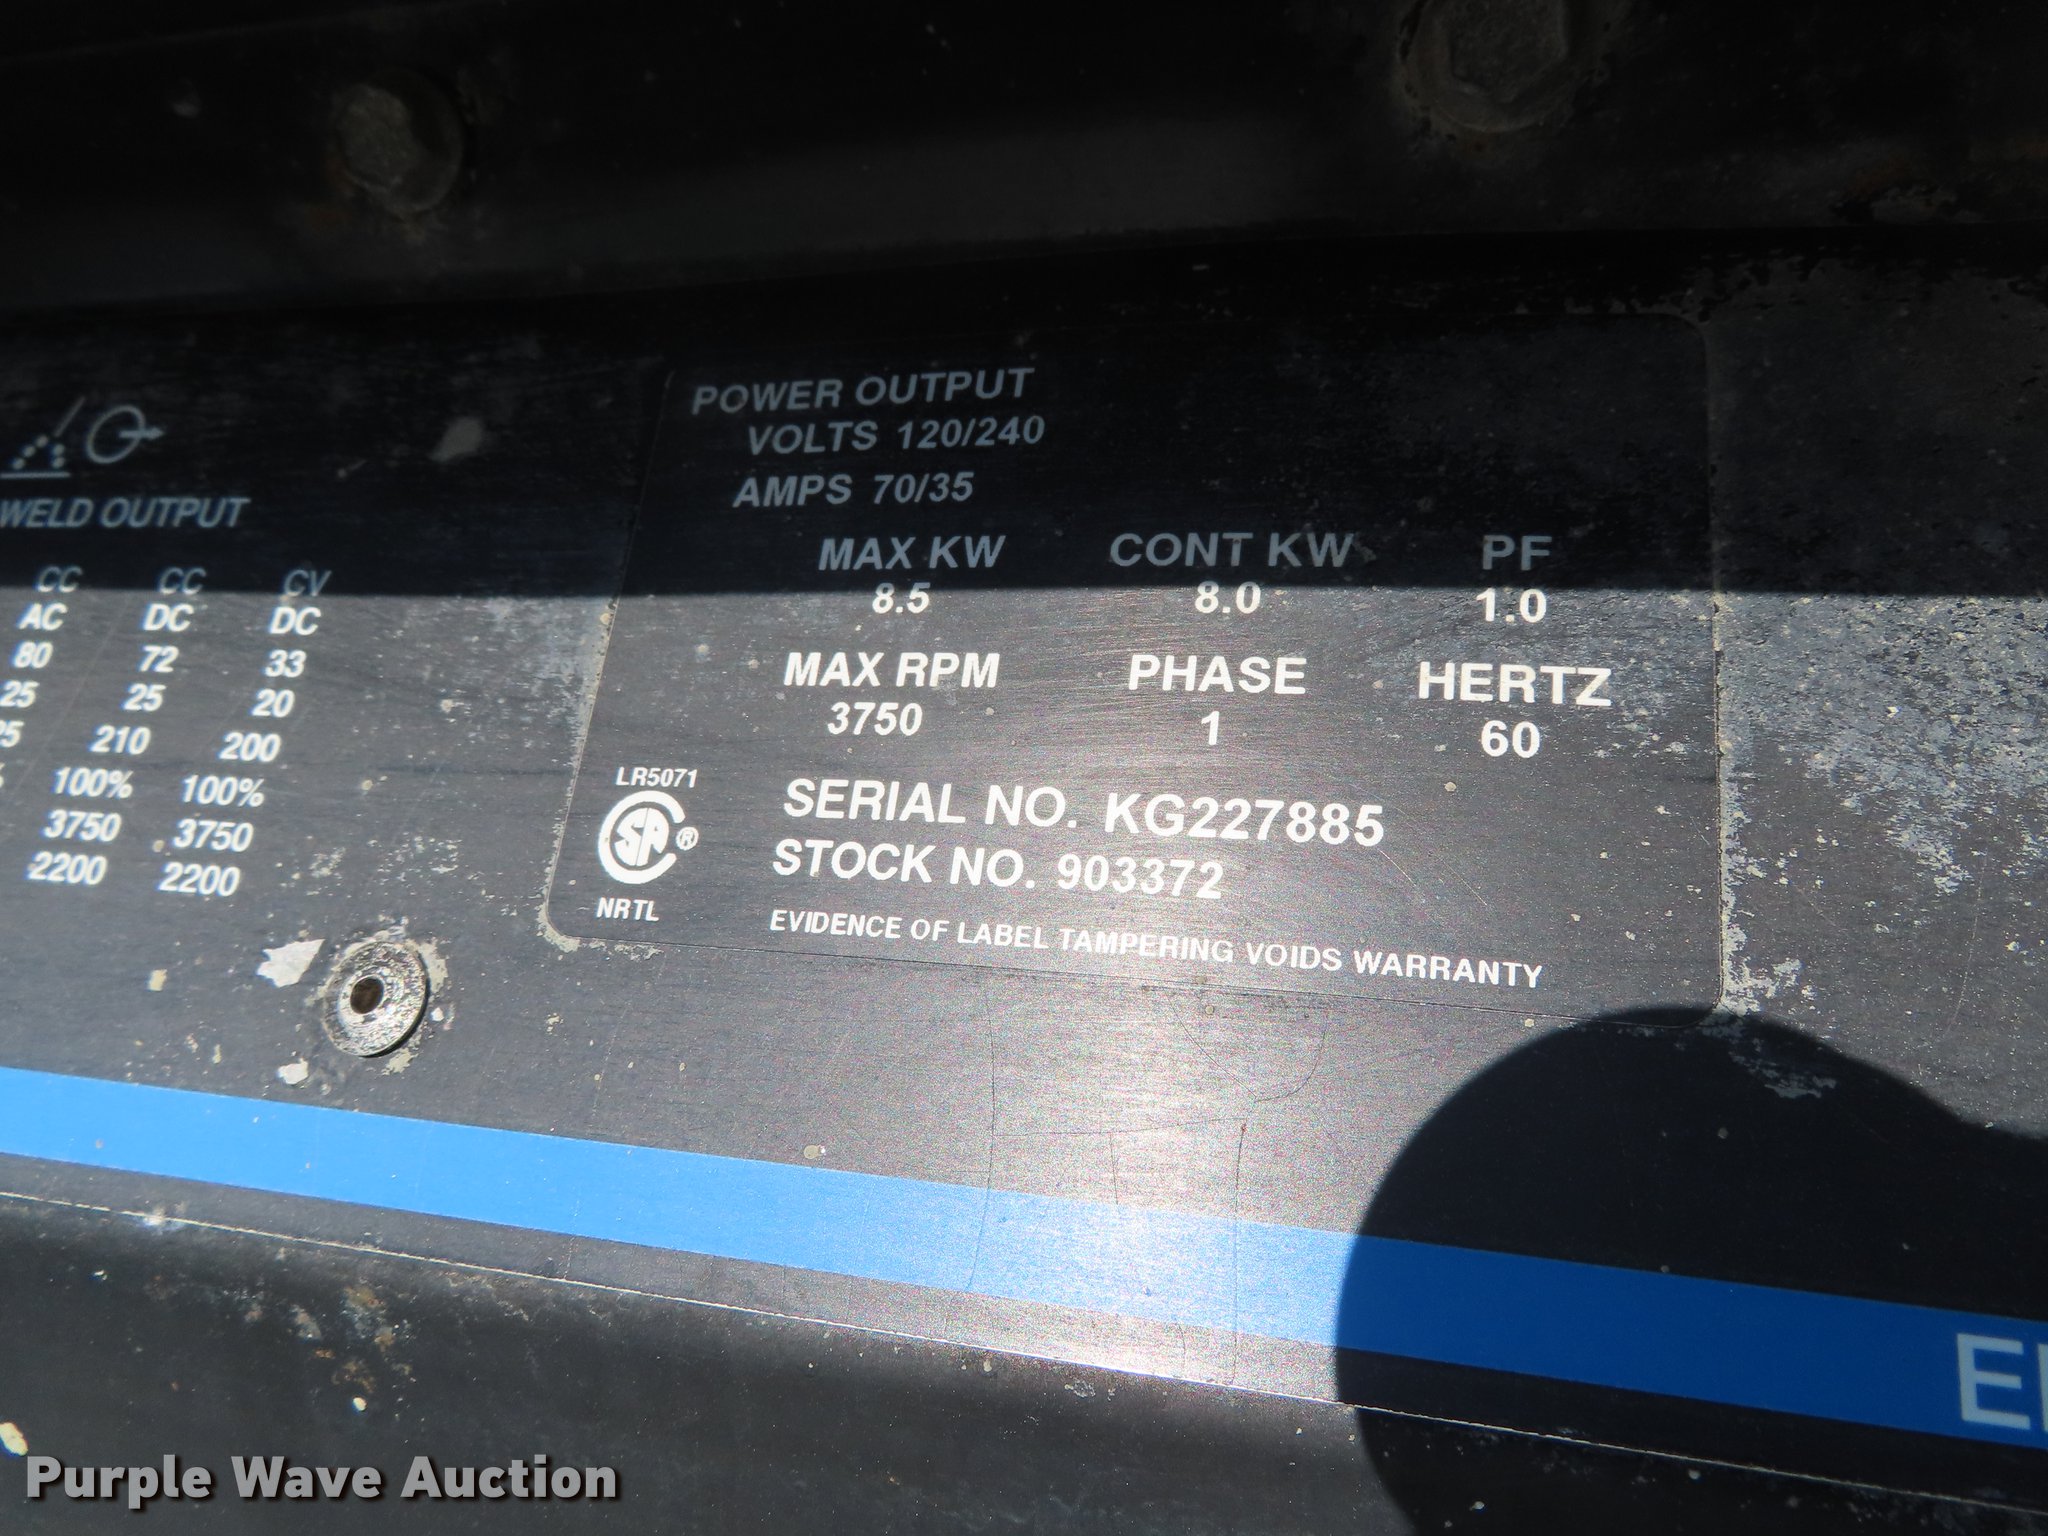 WELD OUTPUT
CC CC CV
AC DC DC
80 72 33
25 25 20
210 200
100% 100%
3750 3750
2200 2200
POWER OUTPUT
VOLTS 120/240
AMPS 70/35
MAX KW CONT KW PF
8.5 8.0 1.0
MAX RPM PHASE HERTZ
3750 1 60
LR5071
SA ®
NRTL
SERIAL NO. KG227885
STOCK NO. 903372
EVIDENCE OF LABEL TAMPERING VOIDS WARRANTY
Purple Wave Auction